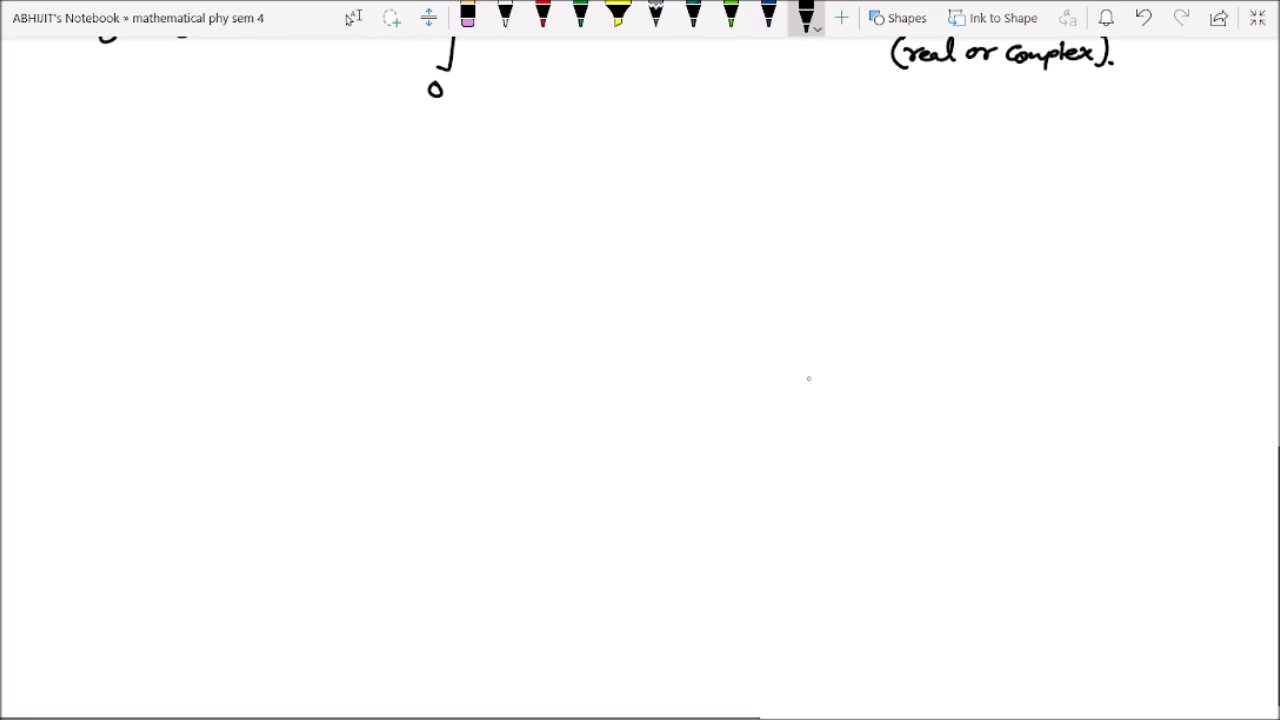 ABHIJIT's Notebook » mathematical phy sem 4
Shapes
Ink to Shape
(real or complex).
0